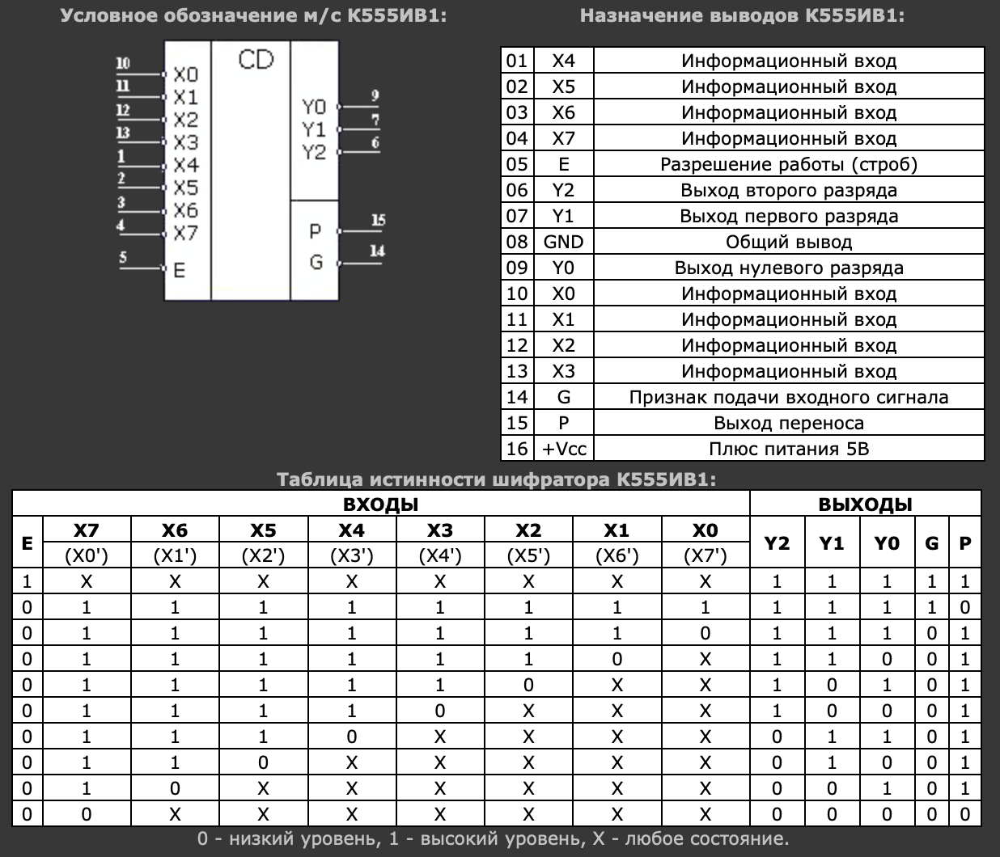 Условное обозначение м/с К555ИВ1:
10 X0
11 X1
12 X2
13 X3
1 X4
2 X5
3 X6
4 X7
5 E
CD
Y0 9
Y1 7
Y2 6
P 15
G 14
Назначение выводов К555ИВ1:
01 X4 Информационный вход
02 X5 Информационный вход
03 X6 Информационный вход
04 X7 Информационный вход
05 E Разрешение работы (строб)
06 Y2 Выход второго разряда
07 Y1 Выход первого разряда
08 GND Общий вывод
09 Y0 Выход нулевого разряда
10 X0 Информационный вход
11 X1 Информационный вход
12 X2 Информационный вход
13 X3 Информационный вход
14 G Признак подачи входного сигнала
15 P Выход переноса
16 +Vcc Плюс питания 5В
Таблица истинности шифратора К555ИВ1:
ВХОДЫ ВЫХОДЫ
E X7 X6 X5 X4 X3 X2 X1 X0 Y2 Y1 Y0 G P
(X0') (X1') (X2') (X3') (X4') (X5') (X6') (X7')
1 X X X X X X X X 1 1 1 1 1
0 1 1 1 1 1 1 1 1 1 1 1 1 0
0 1 1 1 1 1 1 1 0 1 1 1 0 1
0 1 1 1 1 1 1 0 X 1 1 0 0 1
0 1 1 1 1 1 0 X X 1 0 1 0 1
0 1 1 1 1 0 X X X 1 0 0 0 1
0 1 1 1 0 X X X X 0 1 1 0 1
0 1 1 0 X X X X X 0 1 0 0 1
0 1 0 X X X X X X 0 0 1 0 1
0 0 X X X X X X X 0 0 0 0 0
0 - низкий уровень, 1 - высокий уровень, X - любое состояние.